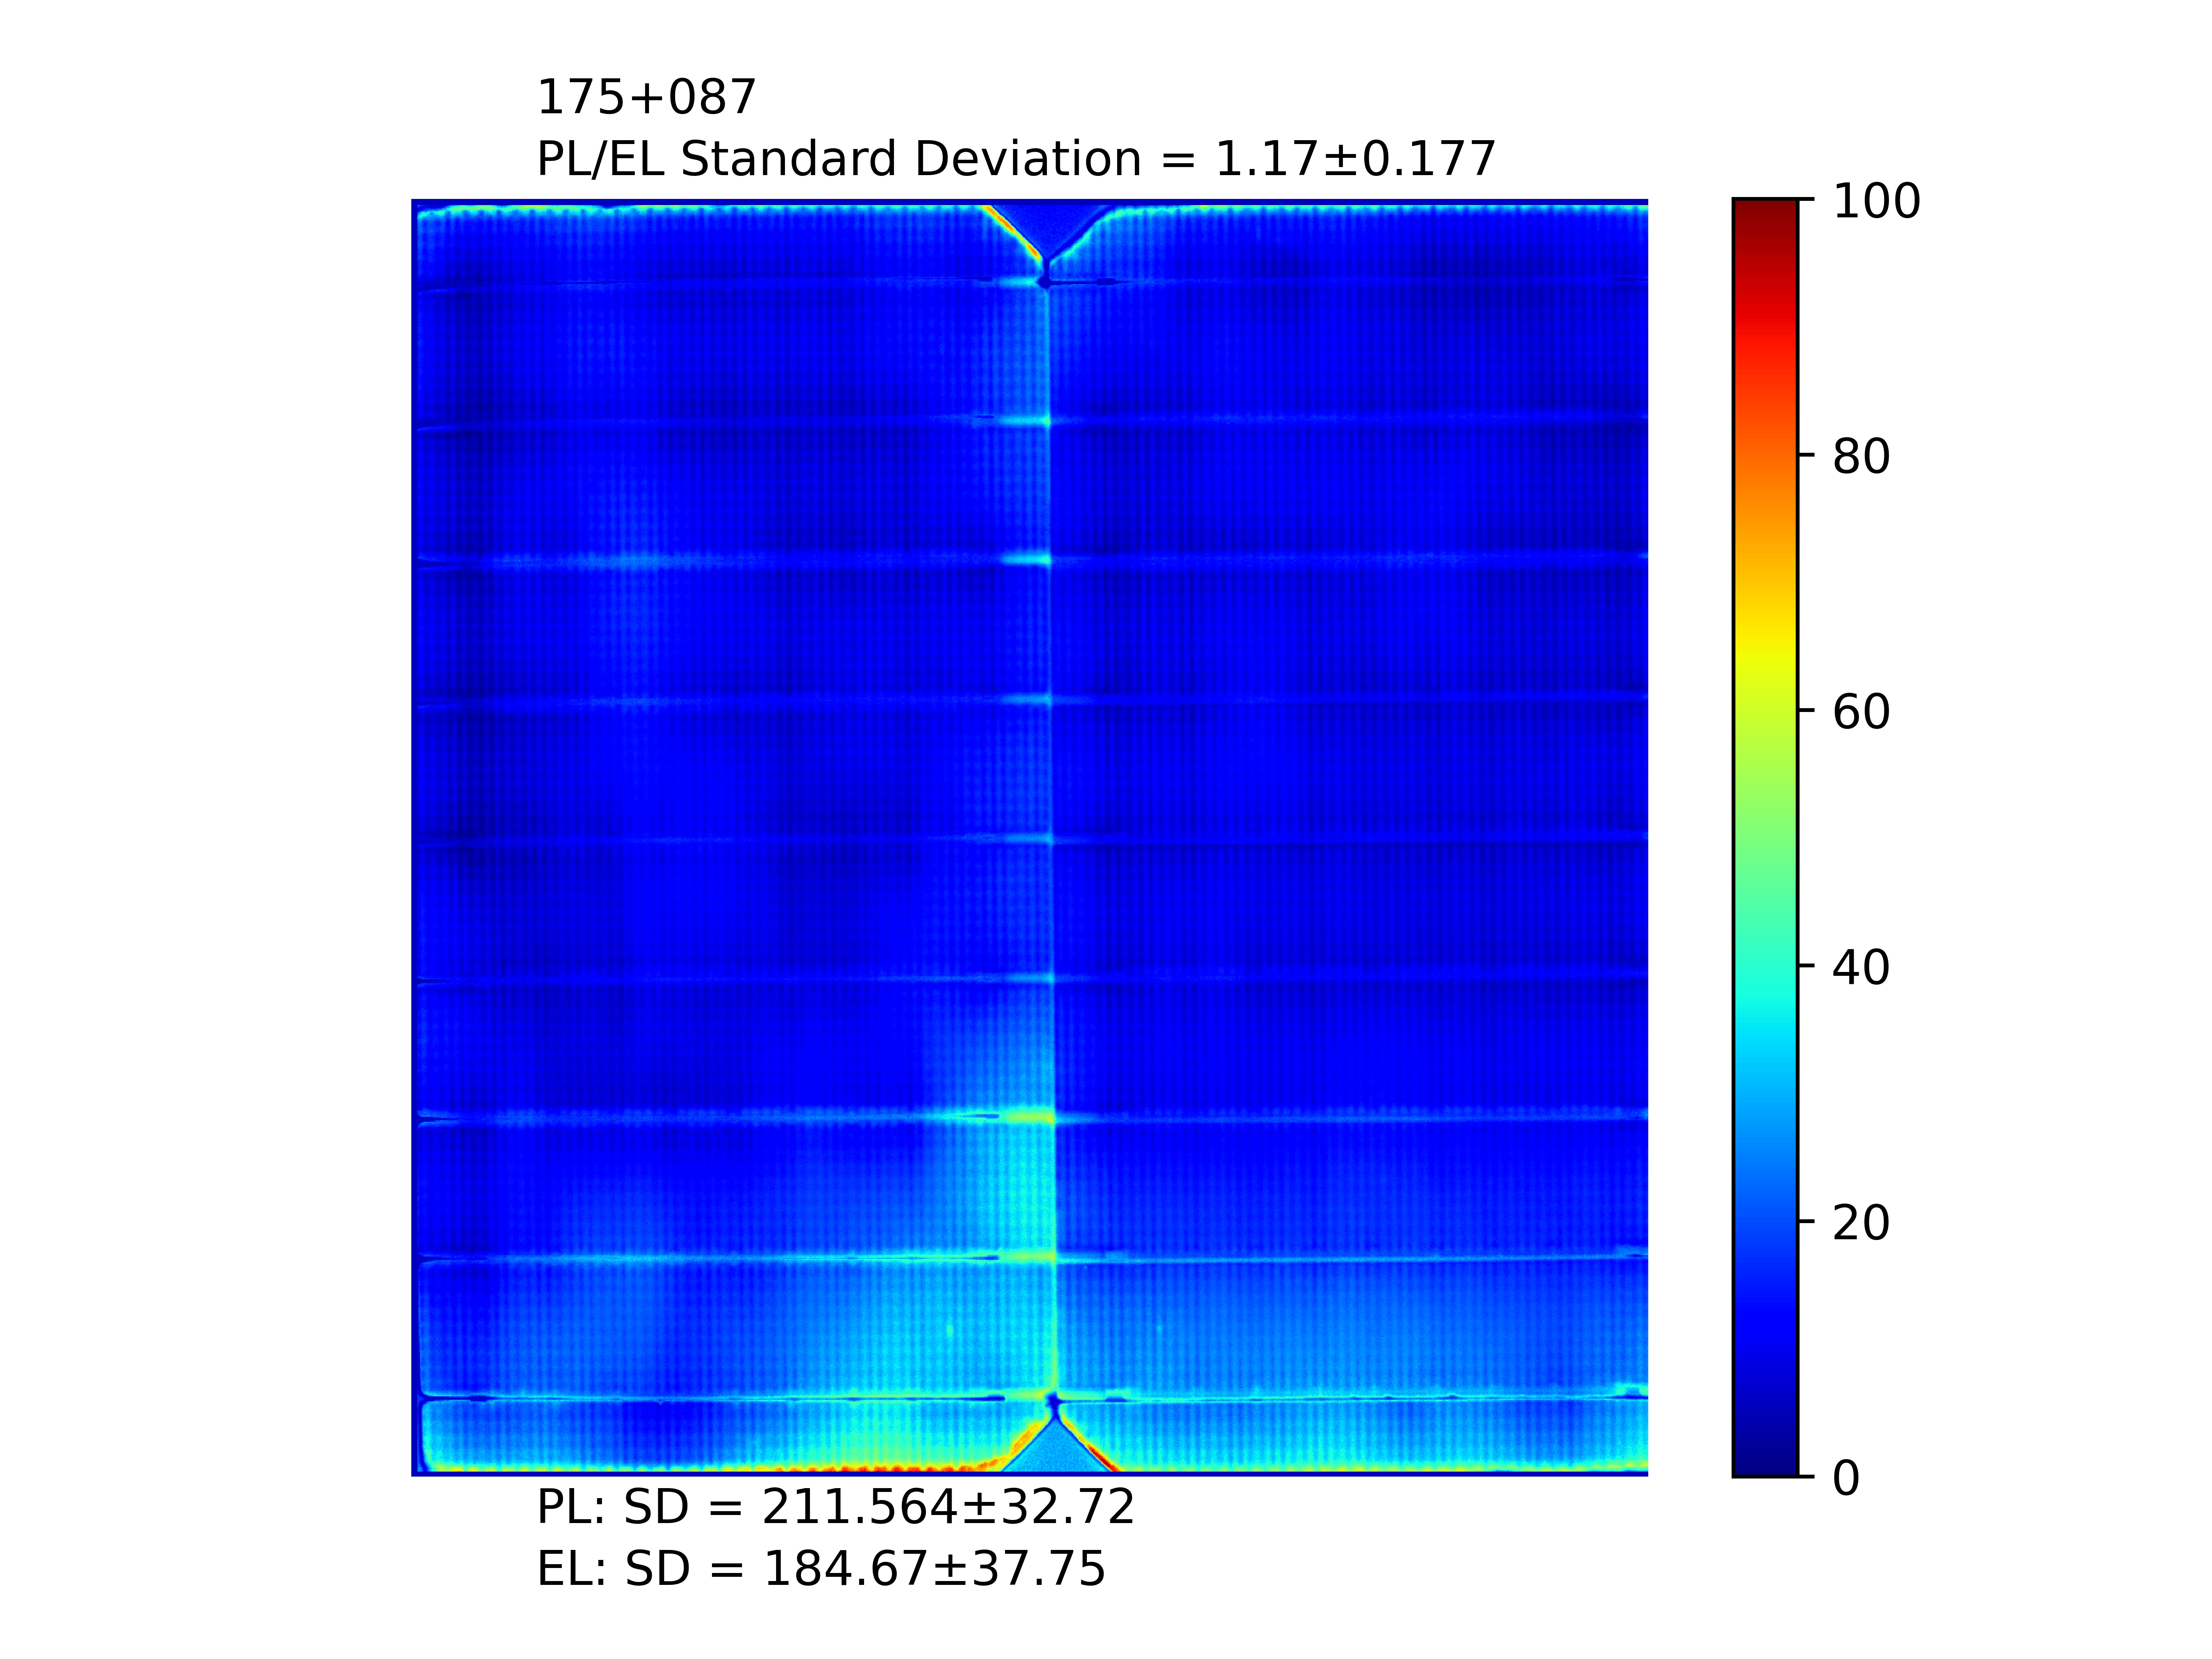 175+087
PL/EL Standard Deviation = 1.17±0.177
100
80
60
40
20
0
PL: SD = 211.564±32.72
EL: SD = 184.67±37.75